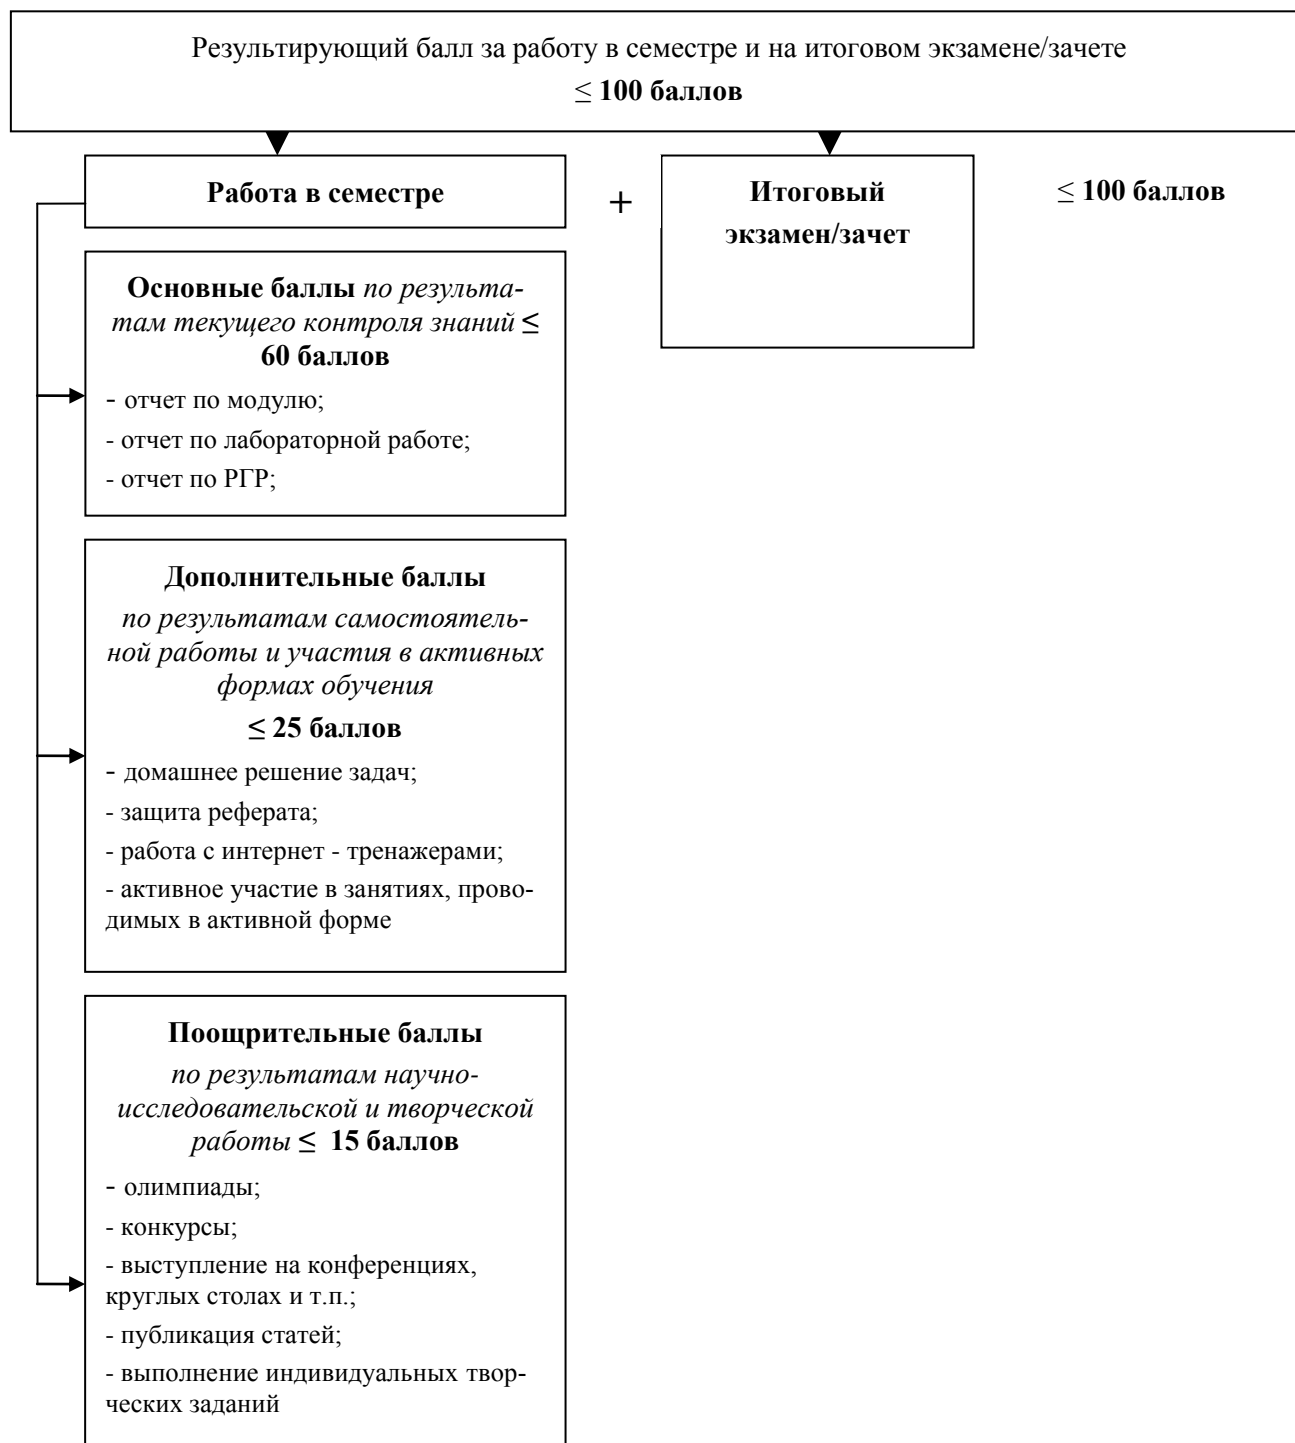 Результирующий балл за работу в семестре и на итоговом экзамене/зачете
≤ 100 баллов
Работа в семестре
+
Итоговый
экзамен/зачет
≤ 100 баллов
Основные баллы по результа-
там текущего контроля знаний ≤
60 баллов
- отчет по модулю;
- отчет по лабораторной работе;
- отчет по РГР;
Дополнительные баллы
по результатам самостоятель-
ной работы и участия в активных
формах обучения
≤ 25 баллов
- домашнее решение задач;
- защита реферата;
- работа с интернет - тренажерами;
- активное участие в занятиях, прово-
димых в активной форме
Поощрительные баллы
по результатам научно-
исследовательской и творческой
работы ≤ 15 баллов
- олимпиады;
- конкурсы;
- выступление на конференциях,
круглых столах и т.п.;
- публикация статей;
- выполнение индивидуальных твор-
ческих заданий